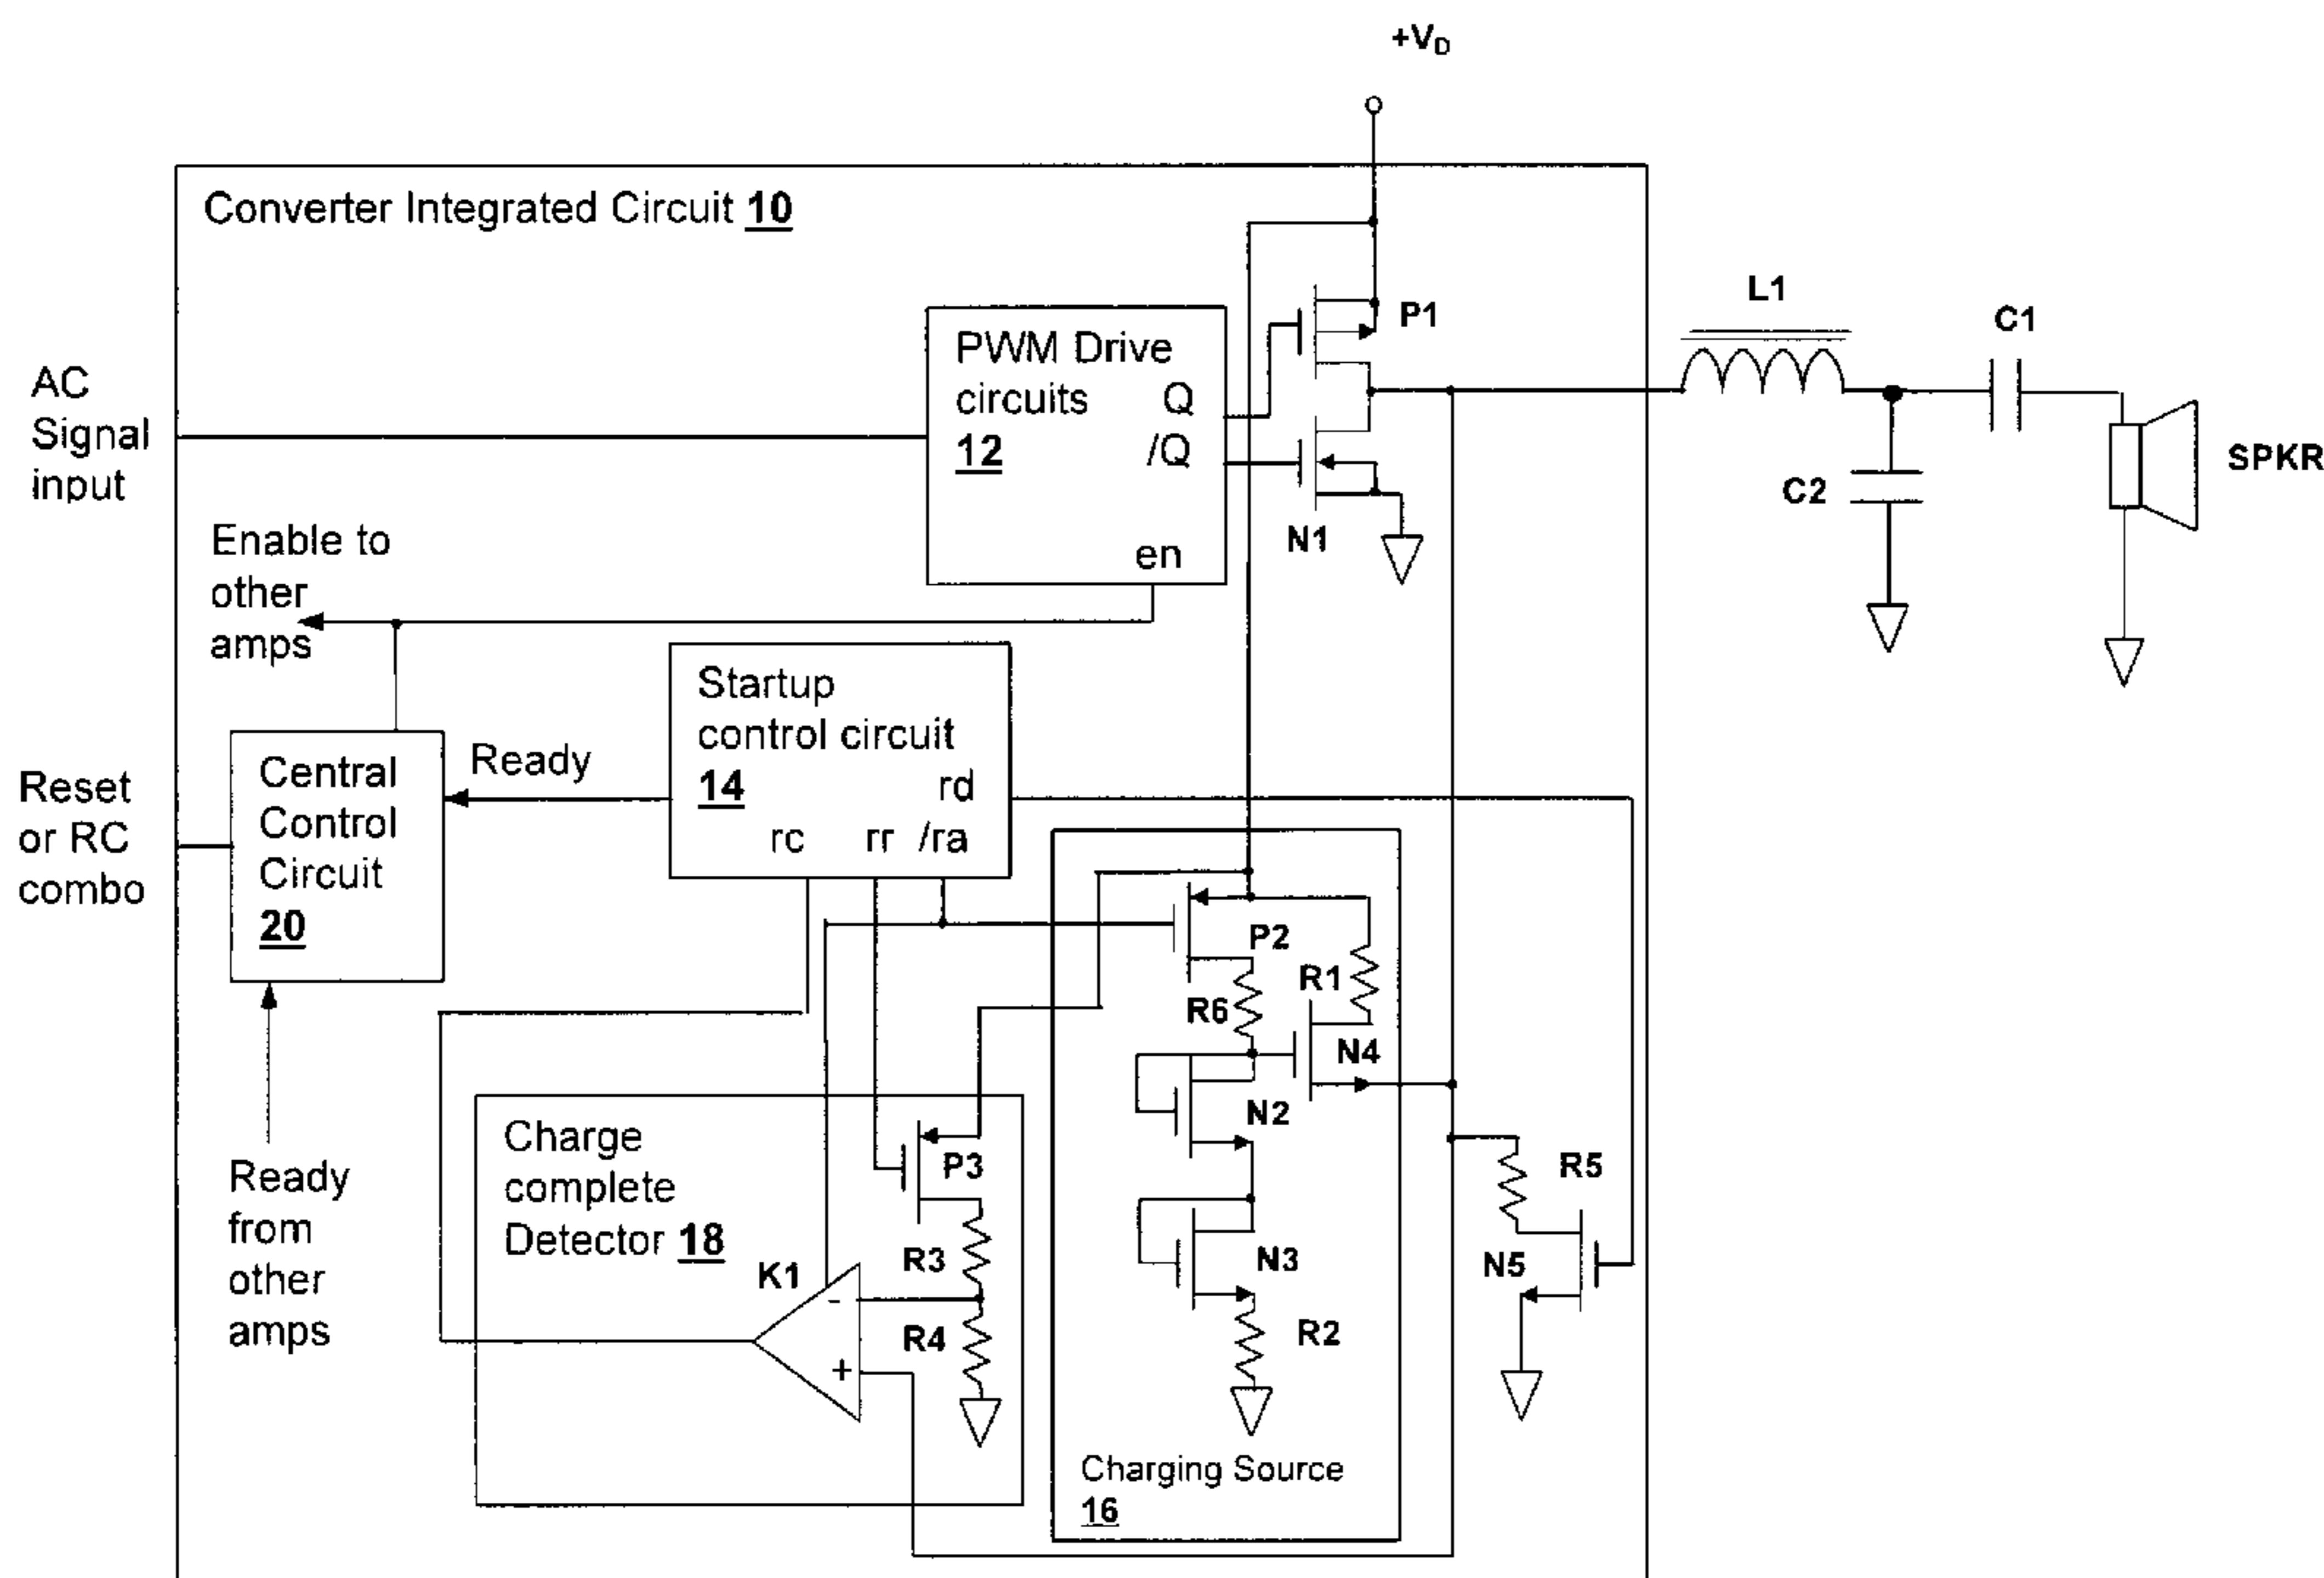 +VD
Converter Integrated Circuit 10
L1
C1
P1
PWM Drive
circuits
12
Q
/Q
en
AC
Signal
input
C2
SPKR
N1
Enable to
other
amps
Startup
control circuit
14
rd
rc rr /ra
Ready
Central
Control
Circuit
20
Reset
or RC
combo
P2
R1
R6
N4
N2
Charge
complete
Detector 18
P3
R5
Ready
from
other
amps
R3
K1
-
N3
N5
R4
+
R2
Charging Source
16